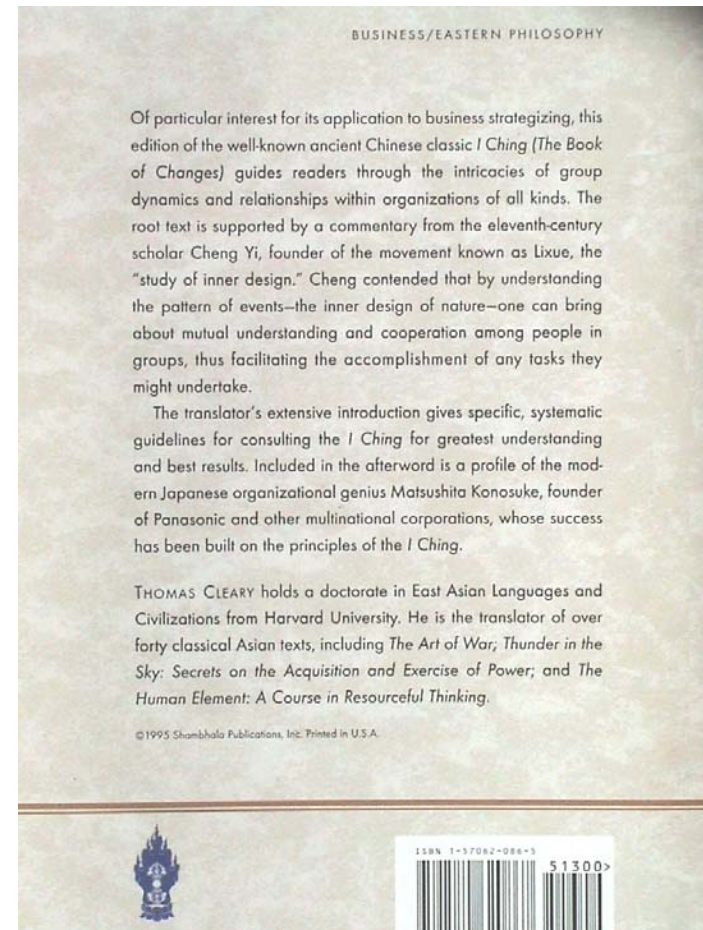 BUSINESS/EASTERN PHILOSOPHY
Of particular interest for its application to business strategizing, this
edition of the well-known ancient Chinese classic I Ching (The Book
of Changes) guides readers through the intricacies of group
dynamics and relationships within organizations of all kinds. The
root text is supported by a commentary from the eleventh-century
scholar Cheng Yi, founder of the movement known as Lixue, the
"study of inner design." Cheng contended that by understanding
the pattern of events—the inner design of nature—one can bring
about mutual understanding and cooperation among people in
groups, thus facilitating the accomplishment of any tasks they
might undertake.
The translator's extensive introduction gives specific, systematic
guidelines for consulting the I Ching for greatest understanding
and best results. Included in the afterword is a profile of the mod-
ern Japanese organizational genius Matsushita Konosuke, founder
of Panasonic and other multinational corporations, whose success
has been built on the principles of the I Ching.
THOMAS CLEARY holds a doctorate in East Asian Languages and
Civilizations from Harvard University. He is the translator of over
forty classical Asian texts, including The Art of War; Thunder in the
Sky: Secrets on the Acquisition and Exercise of Power; and The
Human Element: A Course in Resourceful Thinking.
©1995 Shambhala Publications, Inc. Printed in U.S.A.
ISBN 1-57062-086-5
51300>